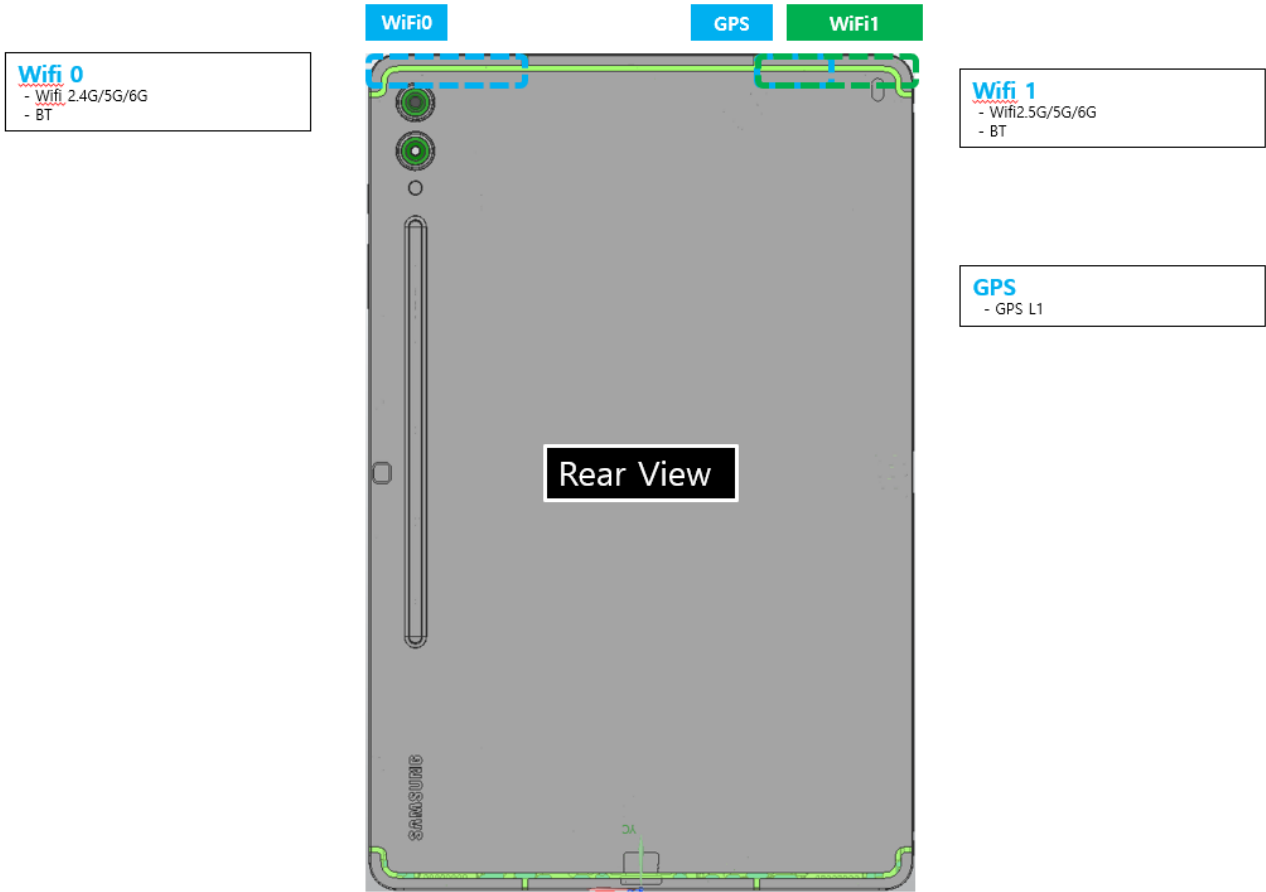 WiFi0
GPS
WiFi1
Wifi 0
- Wifi 2.4G/5G/6G
- BT
Wifi 1
- Wifi2.5G/5G/6G
- BT
GPS
- GPS L1
Rear View
SAMSUNG
YC